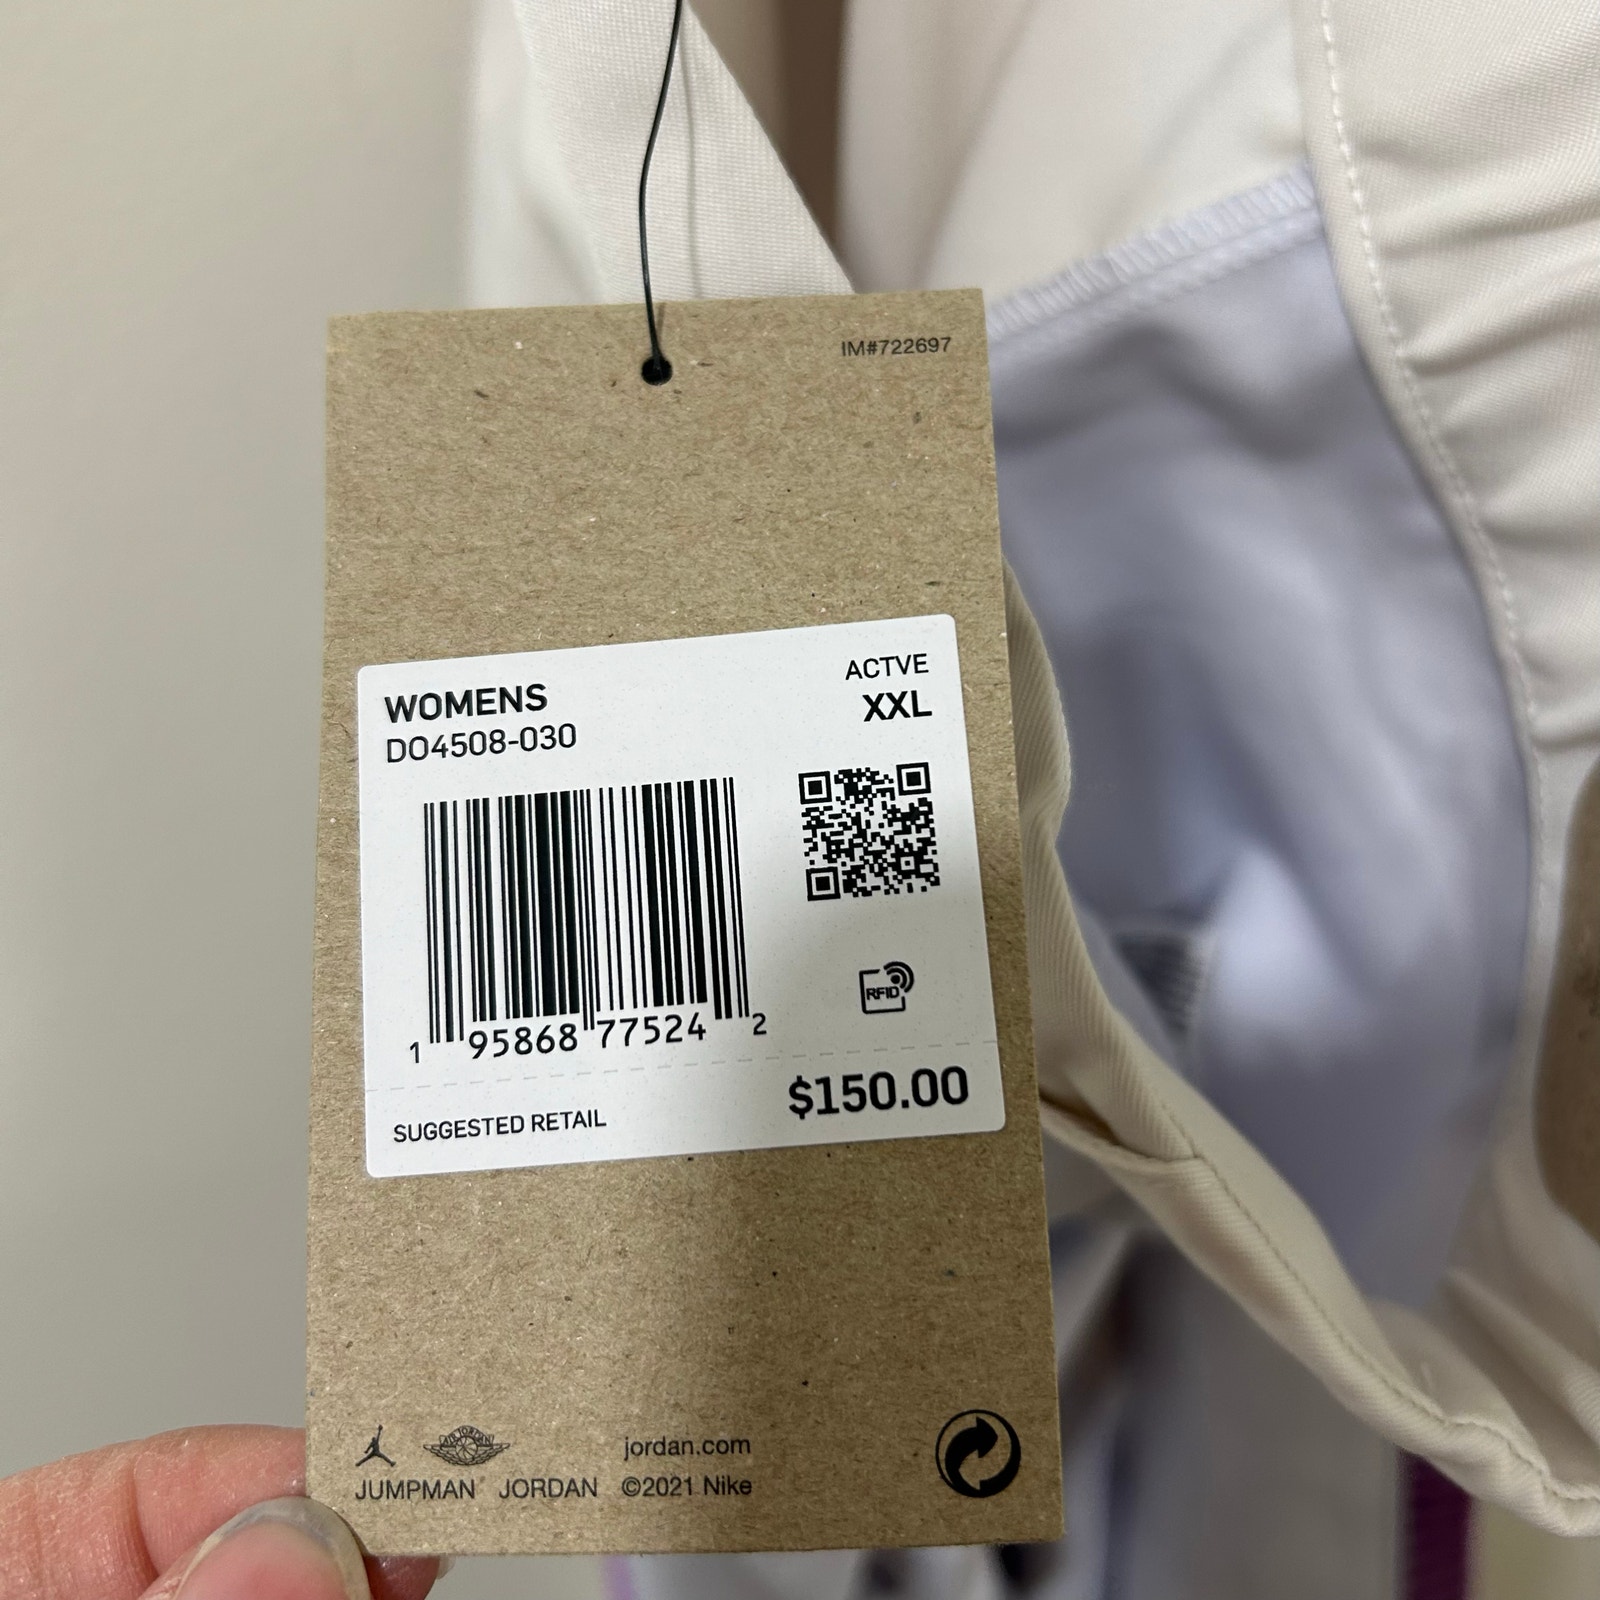 IM#722697
WOMENS
DO4508-030
ACTVE
XXL
RFID
1 95868 77524 2
$150.00
SUGGESTED RETAIL
JUMPMAN JORDAN
jordan.com
©2021 Nike